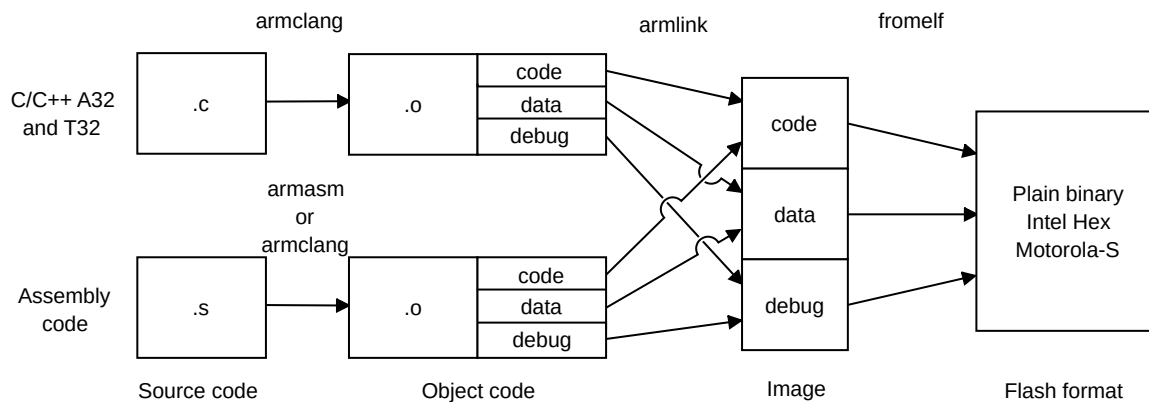 armclang
armlink
fromelf
C/C++ A32
and T32
.c
.o
code
data
debug
armasm
or
armclang
Assembly
code
.s
.o
code
data
debug
code
data
debug
Plain binary
Intel Hex
Motorola-S
Source code
Object code
Image
Flash format